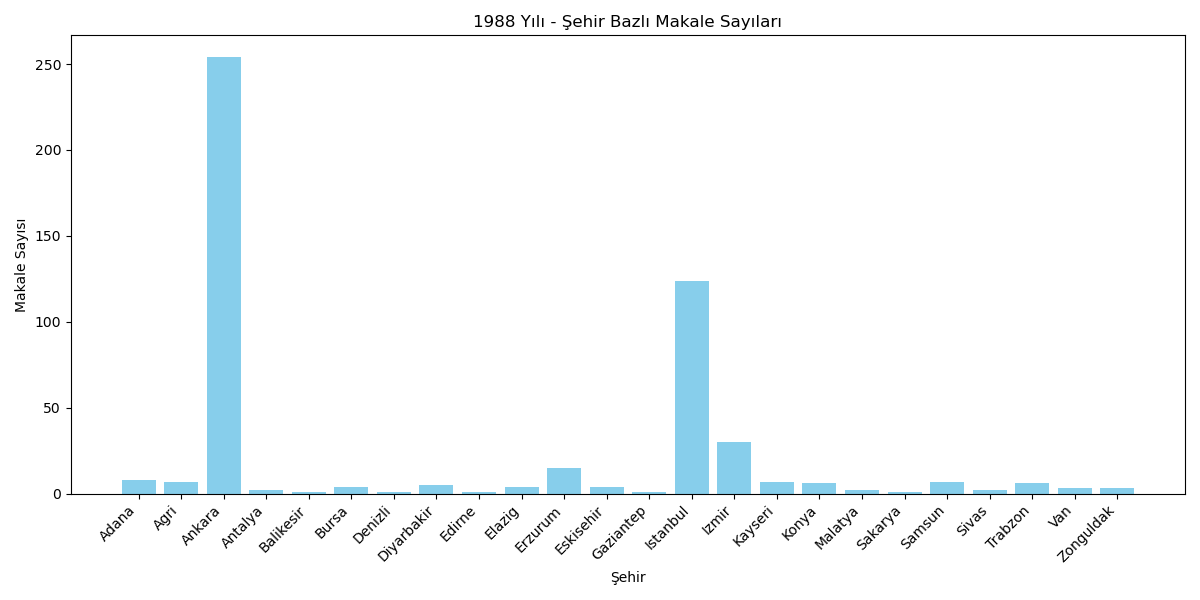 1988 Yılı - Şehir Bazlı Makale Sayıları
Makale Sayısı
250
200
150
100
50
0
Adana
Agri
Ankara
Antalya
Balikesir
Bursa
Denizli
Diyarbakir
Edirne
Elazig
Erzurum
Eskisehir
Gaziantep
Istanbul
Izmir
Kayseri
Konya
Malatya
Sakarya
Samsun
Sivas
Trabzon
Van
Zonguldak
Şehir